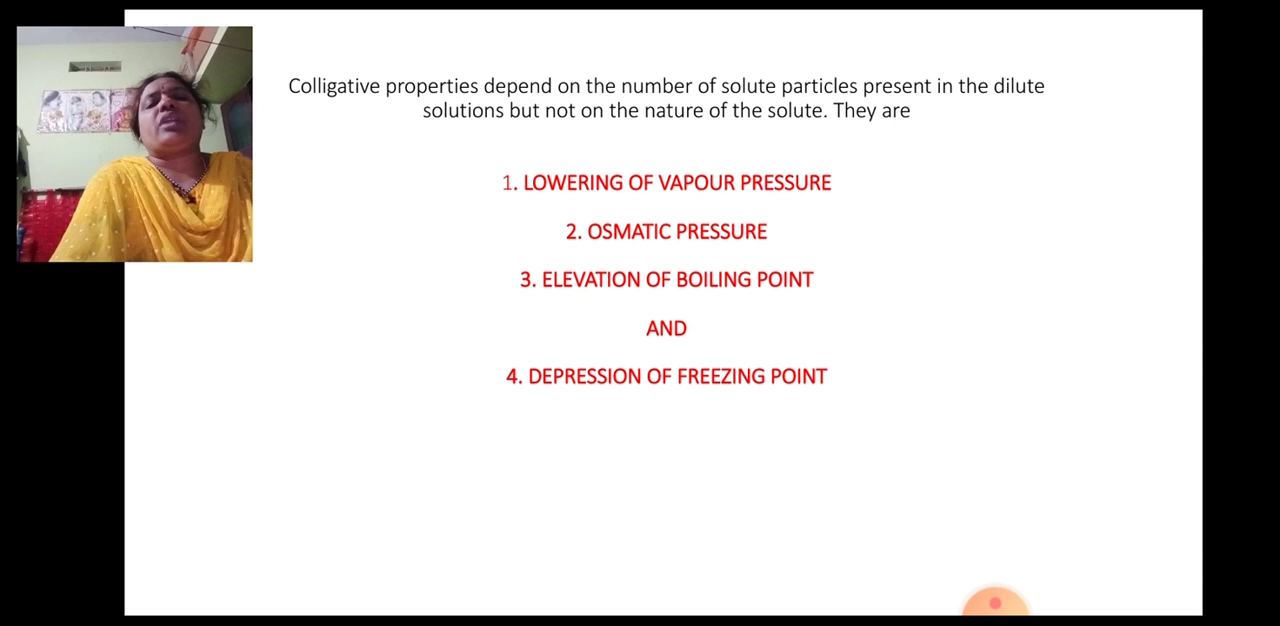 Colligative properties depend on the number of solute particles present in the dilute
solutions but not on the nature of the solute. They are
1. LOWERING OF VAPOUR PRESSURE
2. OSMATIC PRESSURE
3. ELEVATION OF BOILING POINT
AND
4. DEPRESSION OF FREEZING POINT